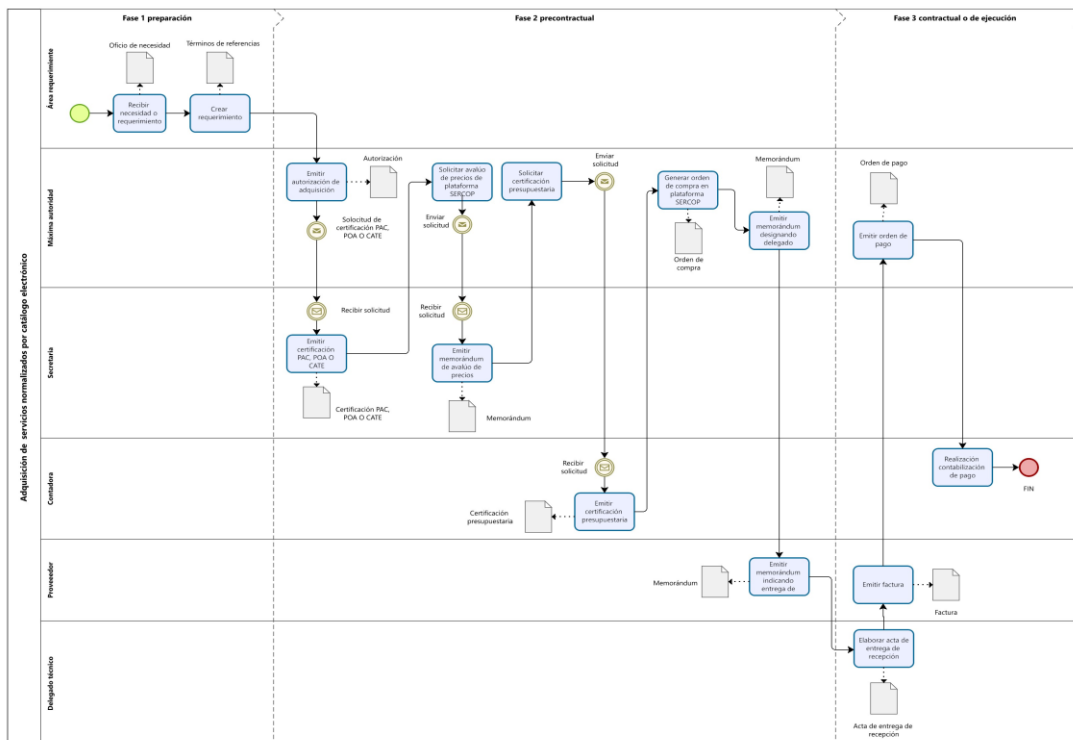 Adquisición de servicios normalizados por catálogo electrónico
Fase 1 preparación
Fase 2 precontractual
Fase 3 contractual o de ejecución
Área requerimiento
Oficio de necesidad
Términos de referencias
Recibir
necesidad o
requerimiento
Crear
requerimiento
Máxima autoridad
Emitir
autorización de
adquisición
Autorización
Solocitud de
certificación PAC,
POA O CATE
Solicitar avalúo
de precios de
plataforma
SERCOP
Enviar
solicitud
Solicitar
certificación
presupuestaria
Enviar
solicitud
Generar orden
de compra en
plataforma
SERCOP
Orden de
compra
Memorándum
Emitir
memorándum
designando
delegado
Orden de pago
Emitir orden de
pago
Secretaria
Recibir solicitud
Emitir
certificación
PAC, POA O
CATE
Certificación PAC,
POA O CATE
Recibir
solicitud
Emitir
memorándum
de avalúo de
precios
Memorándum
Contadora
Recibir
solicitud
Emitir
certificación
presupuestaria
Certificación
presupuestaria
Realización
contabilización
de pago
FIN
Proveeedor
Memorándum
Emitir
memorándum
indicando
entrega de
Emitir factura
Factura
Delegado técnico
Elaborar acta de
entrega de
recepción
Acta de entrega de
recepción